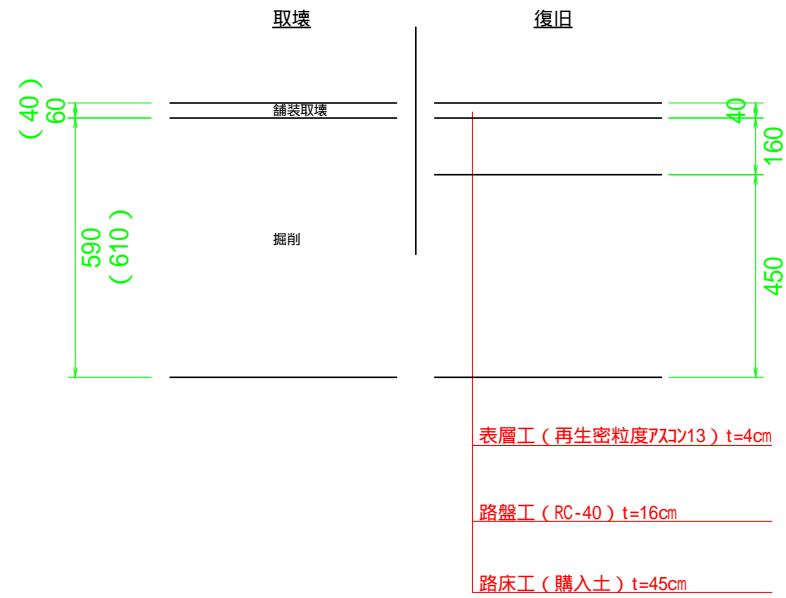 取壊
復旧
(40)
60
舗装取壊
40
160
590
(610)
掘削
450
表層工(再生密粒度アスコン13)t=4cm
路盤工(RC-40)t=16cm
路床工(購入土)t=45cm